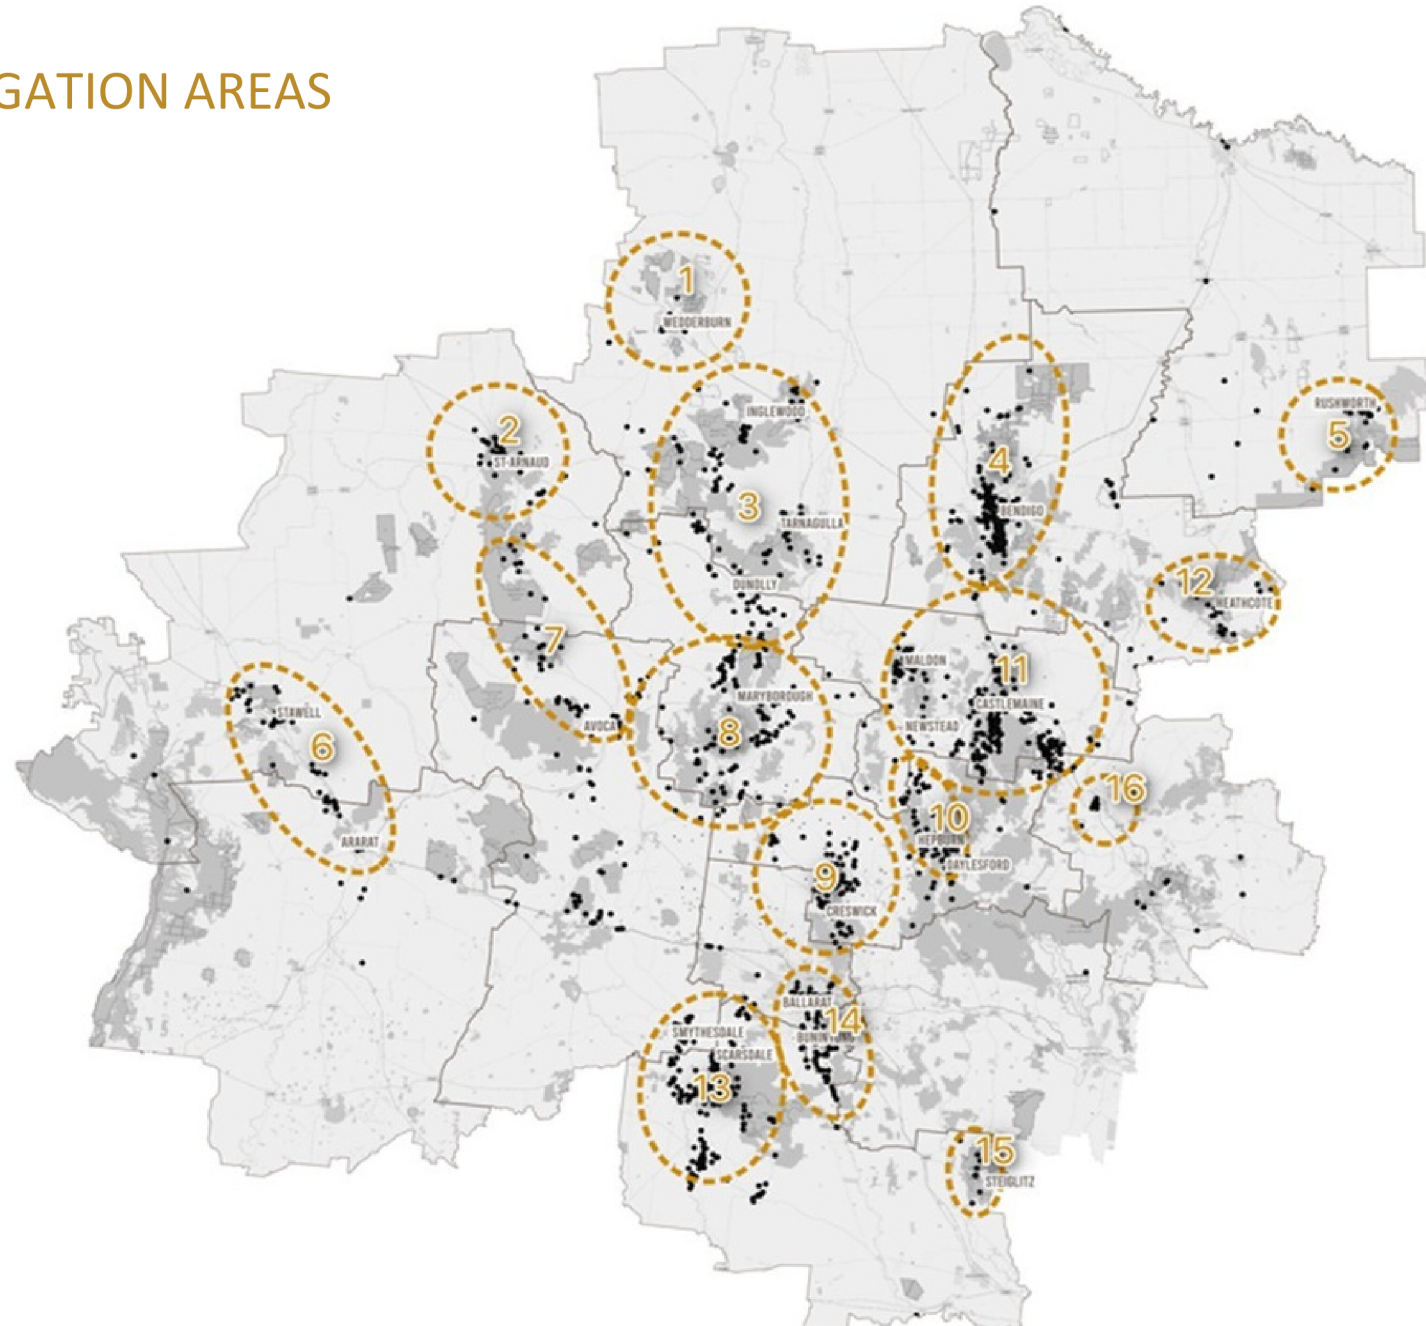 GATION AREAS
1
WEDDERBURN
2
ST-ARNAUD
INGLEWOOD
3
TARNAGULLA
DUNOLLY
4
BENDIGO
RUSHWORTH
5
12
HEATHCOTE
7
AVOCA
STAWELL
6
ARARAT
MARYBOROUGH
8
MALDON
11
CASTLEMAINE
NEWSTEAD
16
10
HEPBURN
DAYLESFORD
9
CRESWICK
BALLARAT
14
SMYTHESDALE
SCARSDALE
13
15
STEIGLITZ